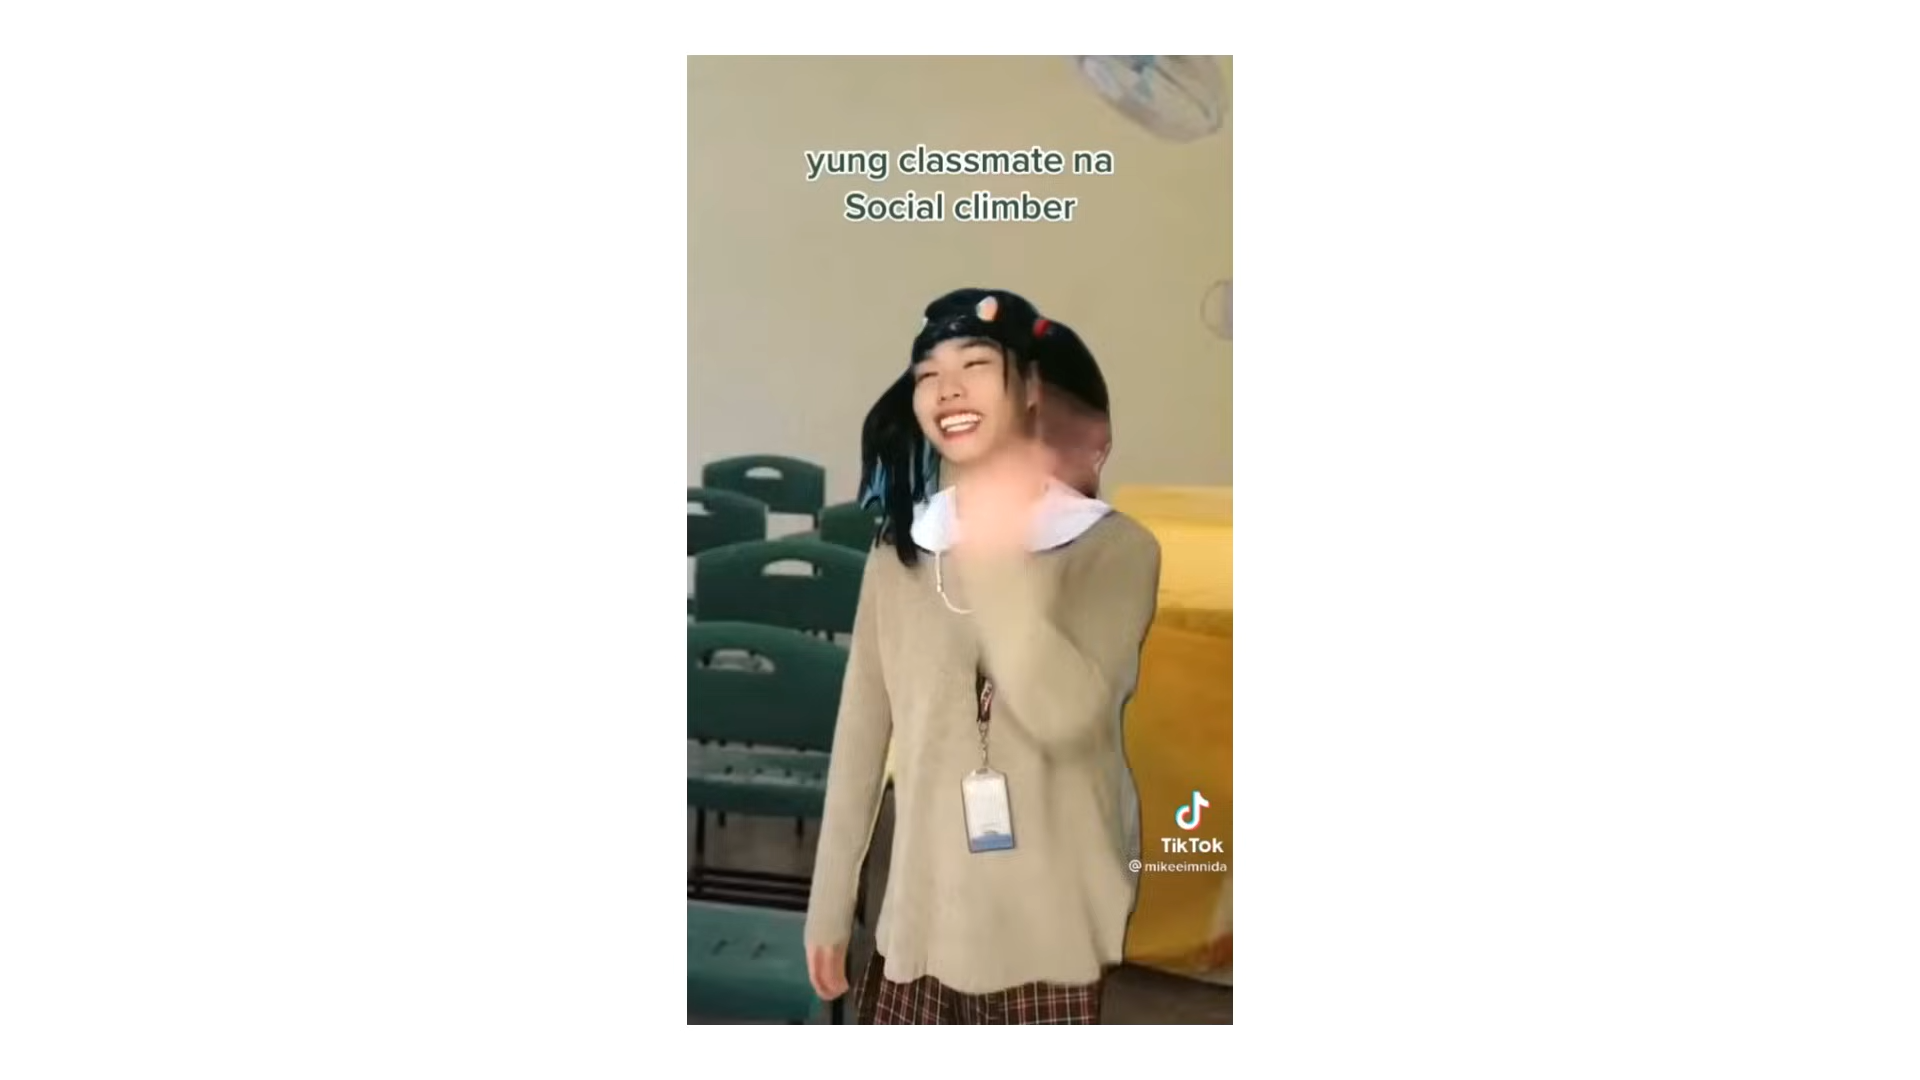 yung classmate na
Social climber
TikTok
@mikeeimnida